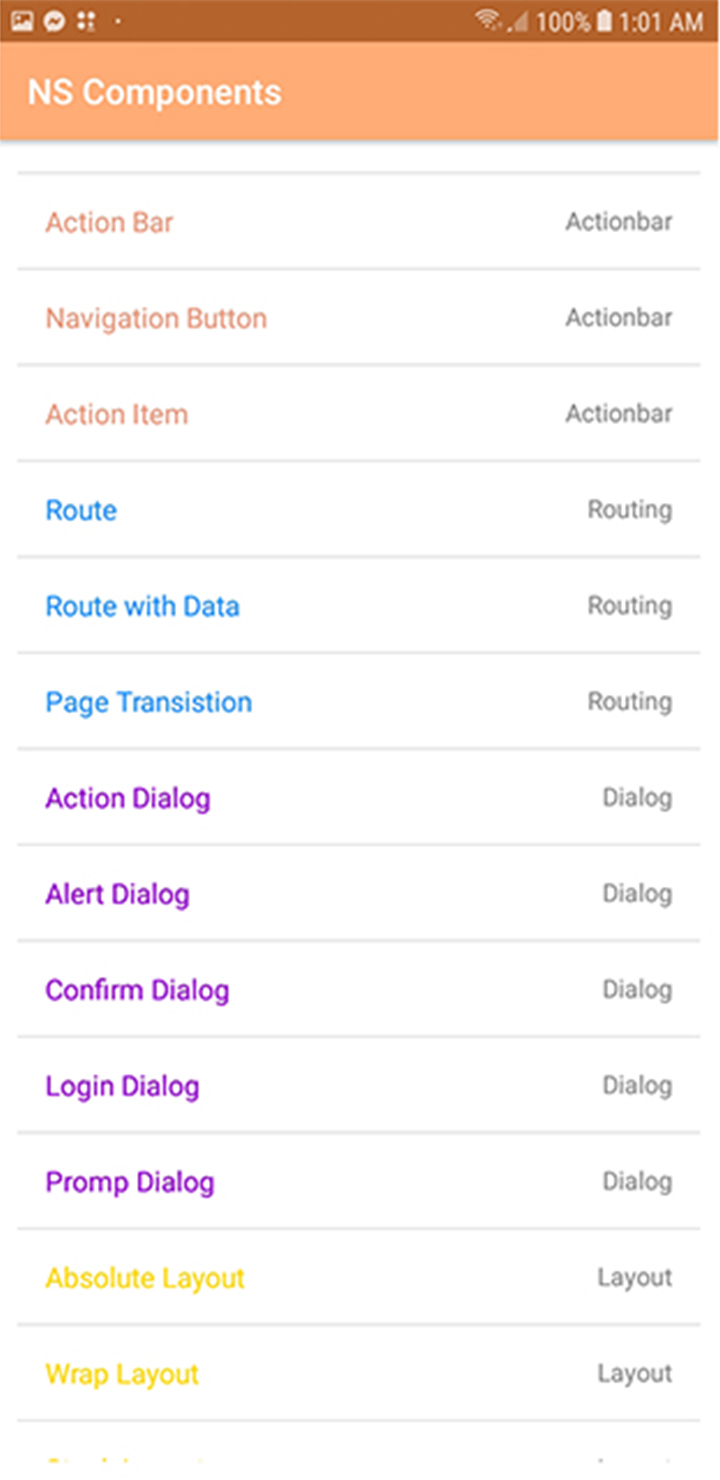 100% 1:01 AM
NS Components
Action Bar Actionbar
Navigation Button Actionbar
Action Item Actionbar
Route Routing
Route with Data Routing
Page Transistion Routing
Action Dialog Dialog
Alert Dialog Dialog
Confirm Dialog Dialog
Login Dialog Dialog
Promp Dialog Dialog
Absolute Layout Layout
Wrap Layout Layout